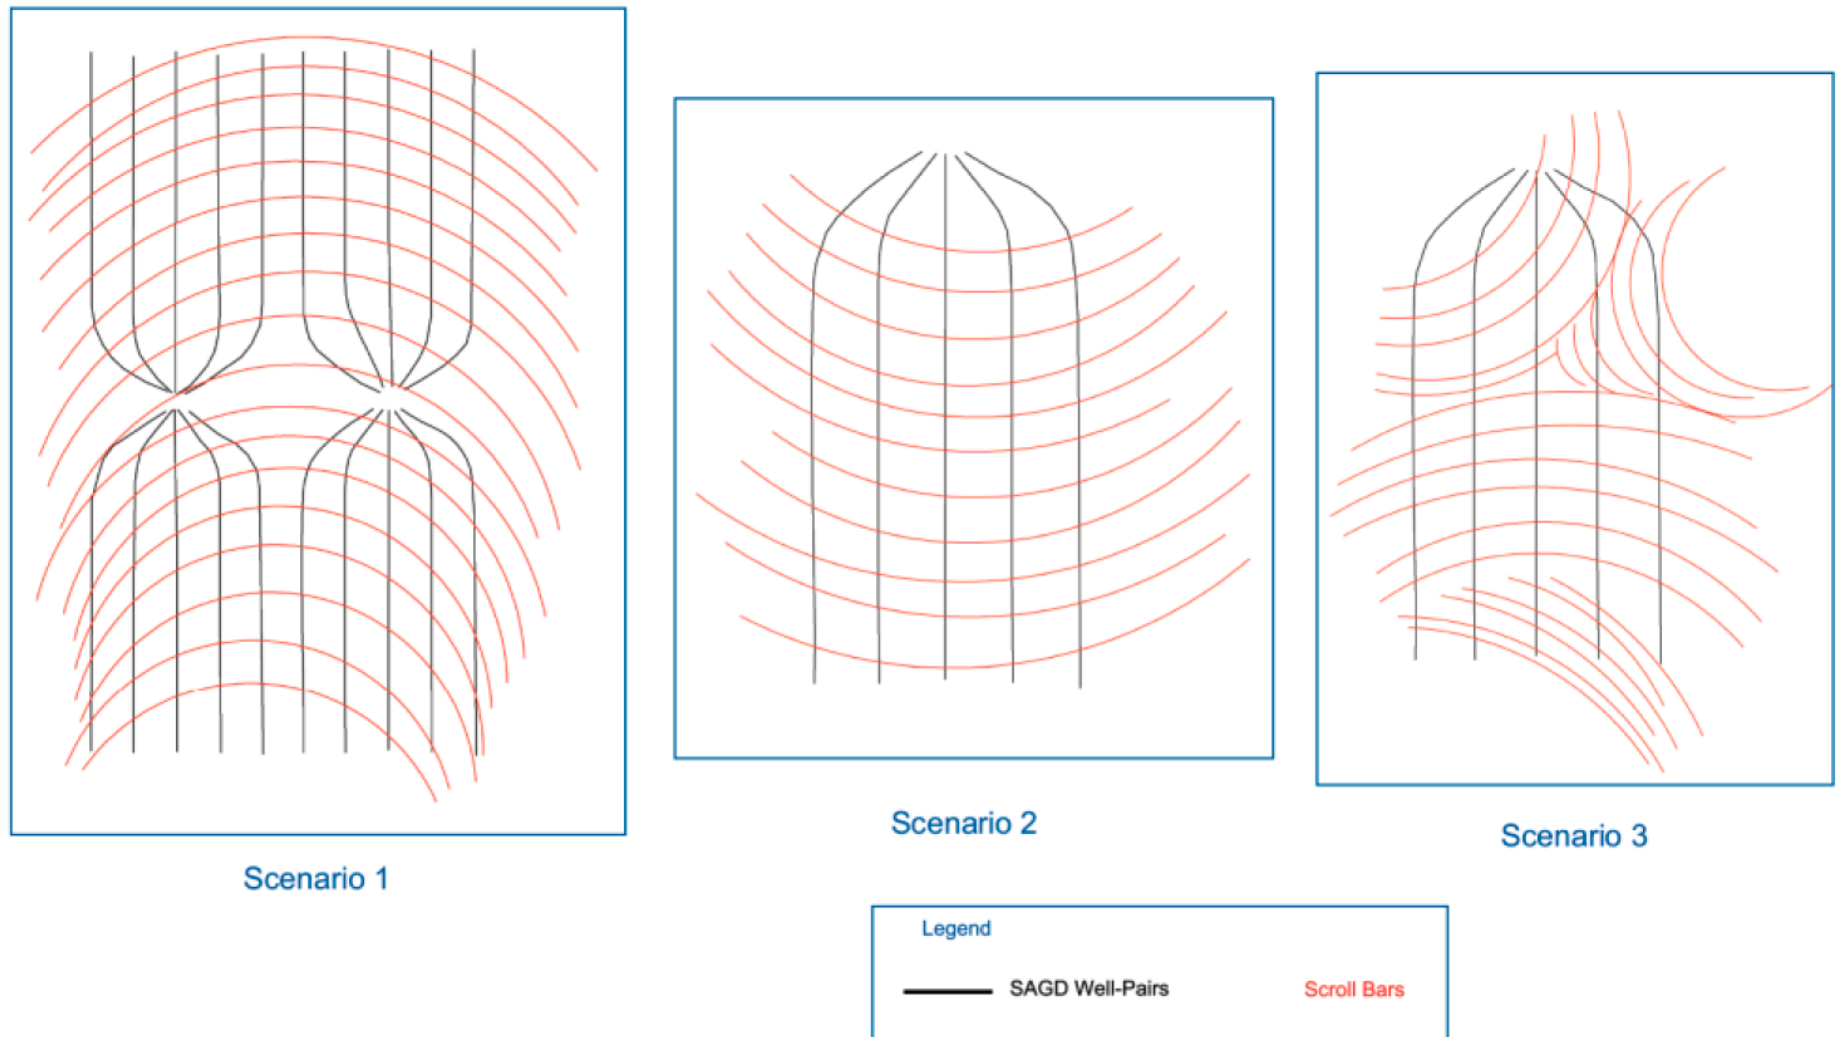 Scenario 1
Scenario 2
Scenario 3
Legend
SAGD Well-Pairs
Scroll Bars